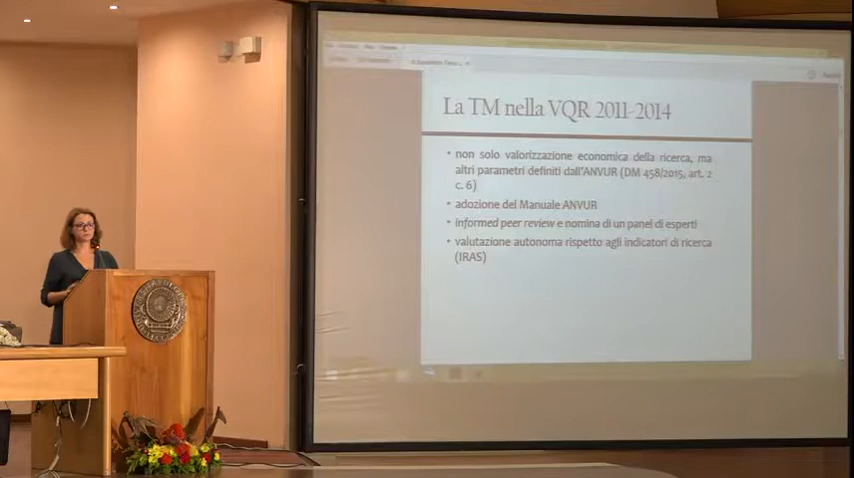 La TM nella VQR 2011-2014
• non solo valorizzazione economica della ricerca, ma
altri parametri definiti dall'ANVUR (DM 458/2015, art. 2
c. 6)
• adozione del Manuale ANVUR
• informed peer review e nomina di un panel di esperti
• valutazione autonoma rispetto agli indicatori di ricerca
(IRAS)